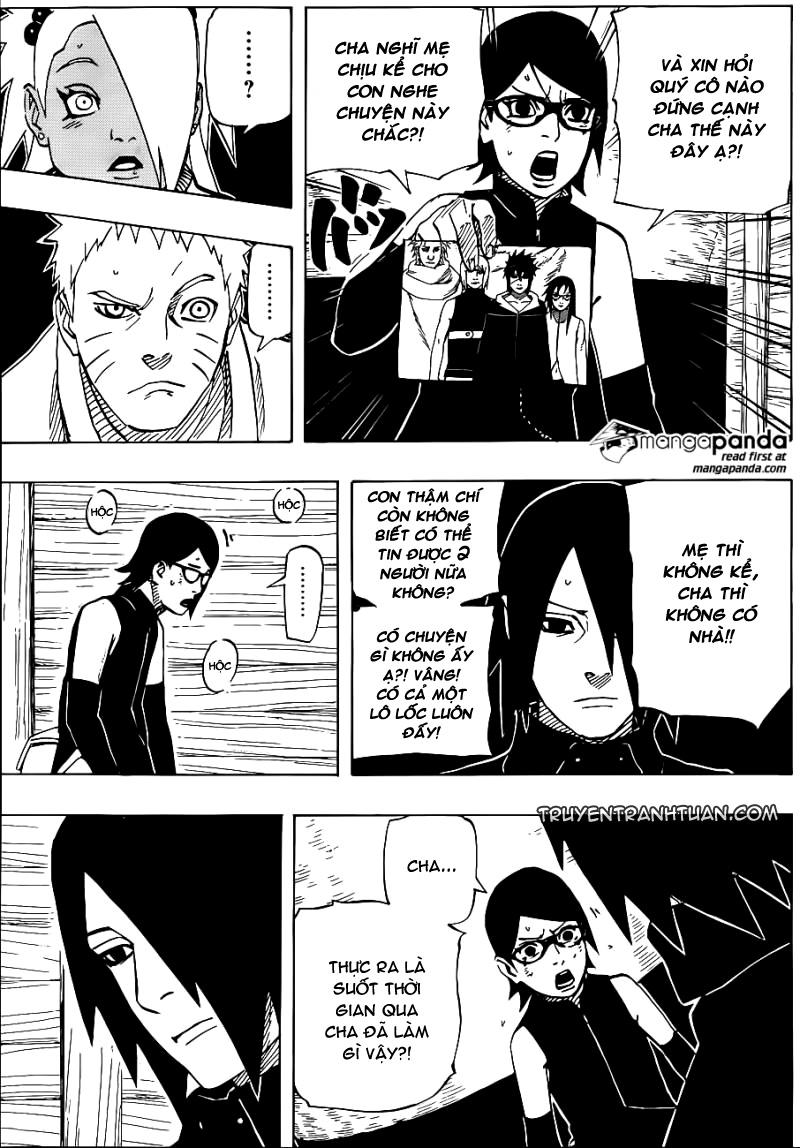 VÀ XIN HỎI
QUÝ CÔ NÀO
ĐỨNG CẠNH
CHA THẾ NÀY
ĐÂY Ạ?!
CHA NGHĨ MẸ
CHỊU KỂ CHO
CON NGHE
CHUYỆN NÀY
CHẮC?!
ドン
.........?
.........
mangapanda
read first at
mangapanda.com
MẸ THÌ
KHÔNG KỂ,
CHA THÌ
KHÔNG CÓ
NHÀ!!
CON THẬM CHÍ
CÒN KHÔNG
BIẾT CÓ THỂ
TIN ĐƯỢC 2
NGƯỜI NỮA
KHÔNG?
CÓ CHUYỆN
GÌ KHÔNG ẤY
Ạ?! VÂNG!
CÓ CẢ MỘT
LÔ LỐC LUÔN
ĐẤY!
HỘC
HỘC
.........
HỘC
TRUYENTRANHTUAN.COM
CHA...
THỰC RA LÀ
SUỐT THỜI
GIAN QUA
CHA ĐÃ LÀM
GÌ VẬY?!